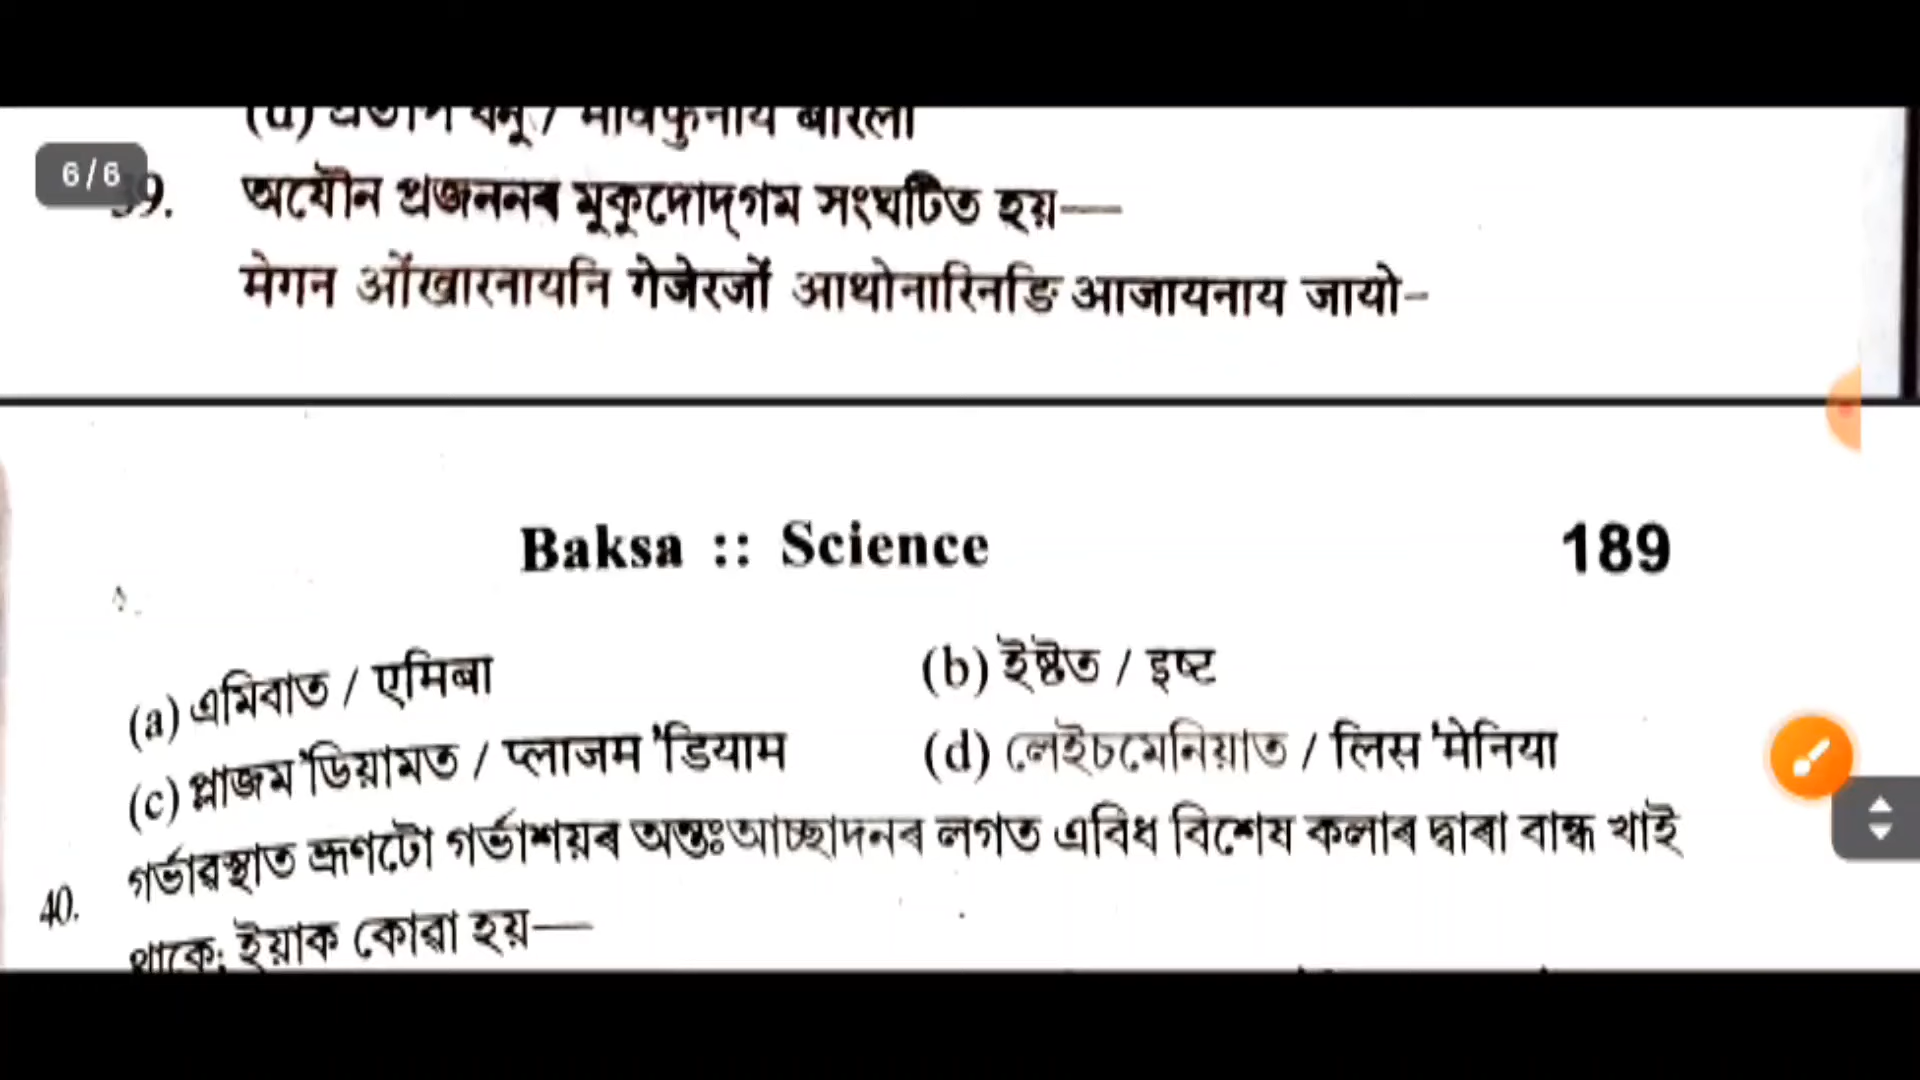 6/6
39. অযৌন প্ৰজননৰ মুকুদোদ্‌গম সংঘটিত হয়—
मेगन ओंखारनायनि गेजेरजों आथोनारिनङि आजायनाय जायो-
Baksa :: Science 189
(a) এমিবাত / एमिबा (b) ইষ্টত / इष्ट
(c) প্লাজম'ডিয়ামত / प्लाजम'डियाम (d) লেইচমেনিয়াত / लिस'मेनिया
40. গৰ্ভাৱস্থাত ভ্ৰূণটো গৰ্ভাশয়ৰ অন্তঃআচ্ছাদনৰ লগত এবিধ বিশেষ কলাৰ দ্বাৰা বান্ধ খাই
থাকে; ইয়াক কোৱা হয়—